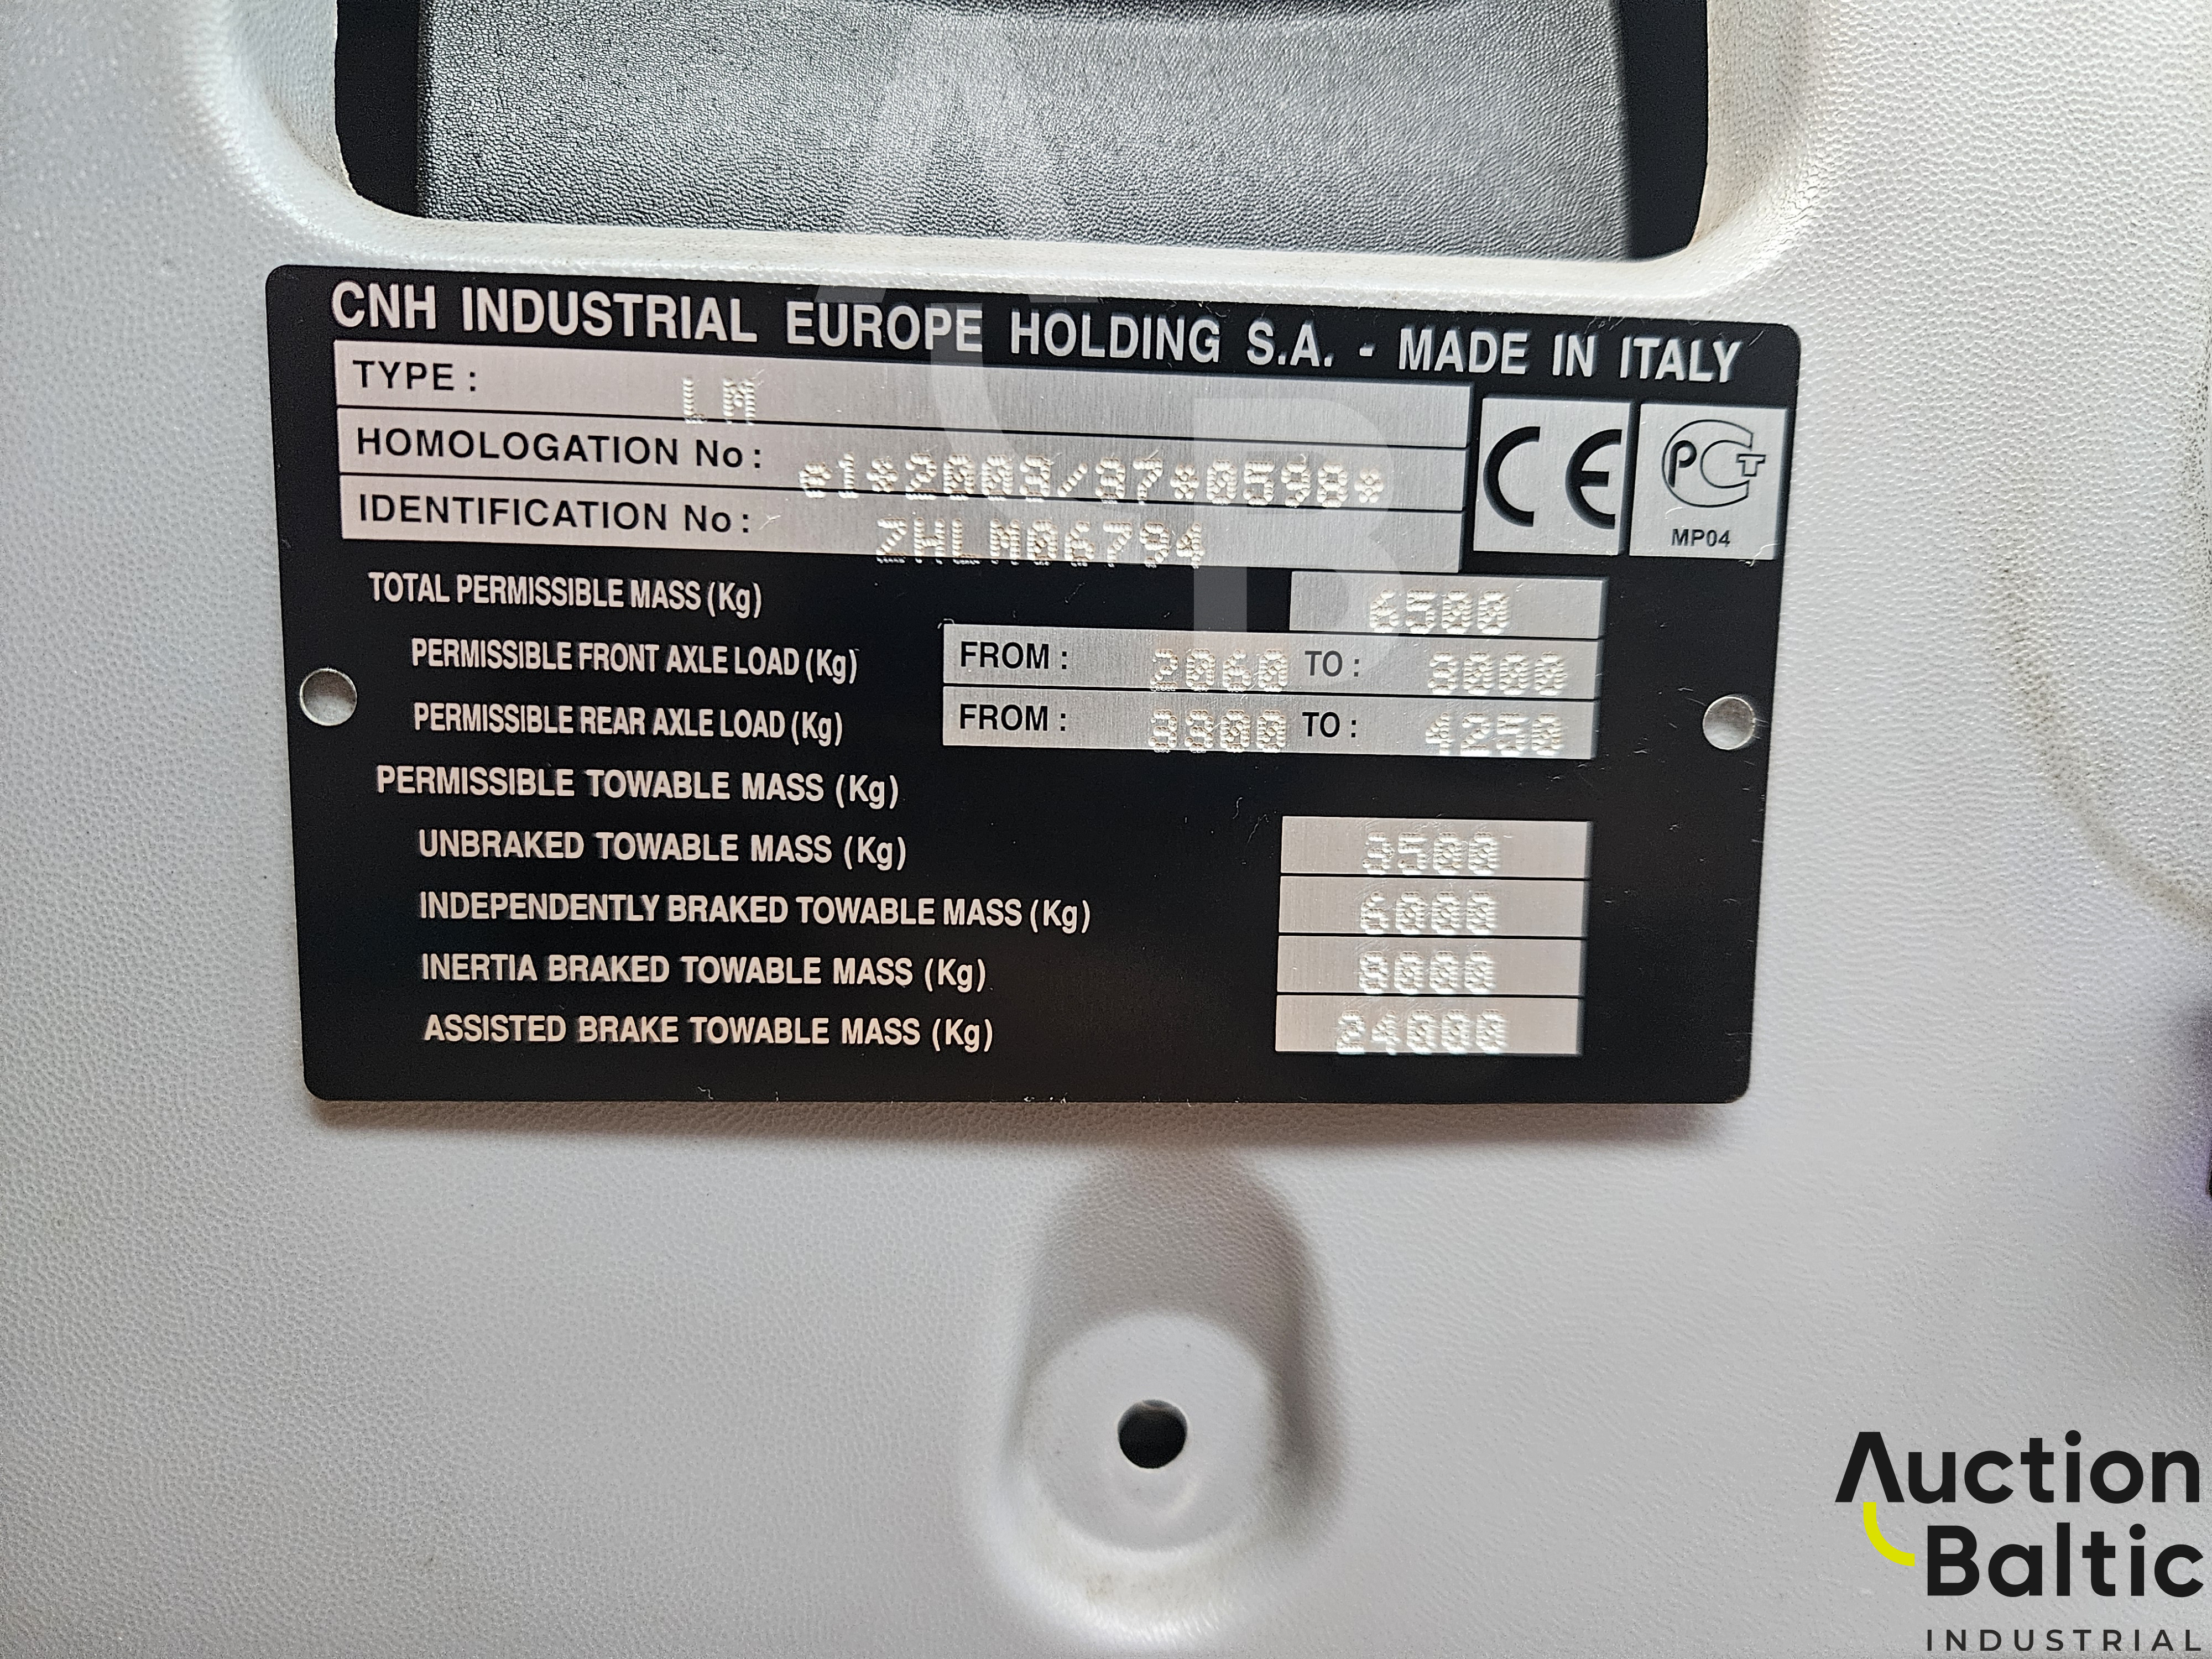 CNH INDUSTRIAL EUROPE HOLDING S.A. - MADE IN ITALY
TYPE : LM
HOMOLOGATION No : e1*2003/37*0598*
IDENTIFICATION No : ZHLM06794
CE
РСТ
MP04
TOTAL PERMISSIBLE MASS (Kg) 6500
PERMISSIBLE FRONT AXLE LOAD (Kg) FROM : 2060 TO : 3000
PERMISSIBLE REAR AXLE LOAD (Kg) FROM : 3300 TO : 4250
PERMISSIBLE TOWABLE MASS (Kg)
UNBRAKED TOWABLE MASS (Kg) 3500
INDEPENDENTLY BRAKED TOWABLE MASS (Kg) 6000
INERTIA BRAKED TOWABLE MASS (Kg) 8000
ASSISTED BRAKE TOWABLE MASS (Kg) 24000
Auction
Baltic
INDUSTRIAL